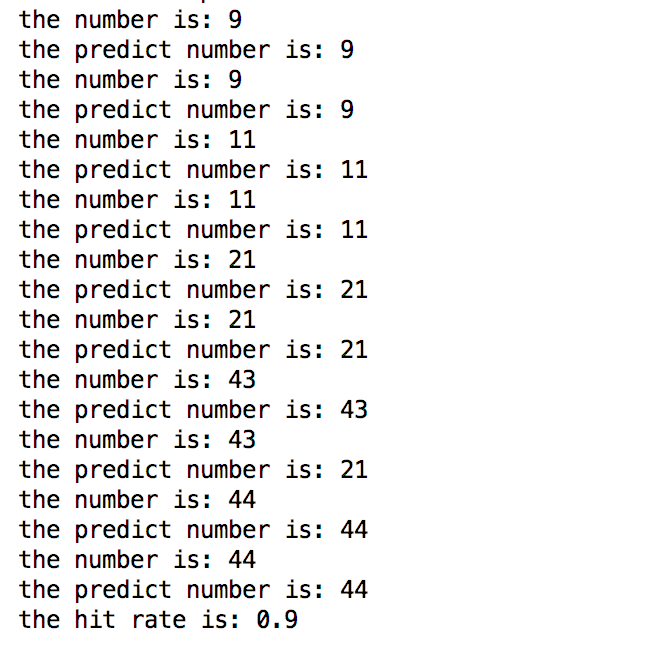 the number is: 9
the predict number is: 9
the number is: 9
the predict number is: 9
the number is: 11
the predict number is: 11
the number is: 11
the predict number is: 11
the number is: 21
the predict number is: 21
the number is: 21
the predict number is: 21
the number is: 43
the predict number is: 43
the number is: 43
the predict number is: 21
the number is: 44
the predict number is: 44
the number is: 44
the predict number is: 44
the hit rate is: 0.9